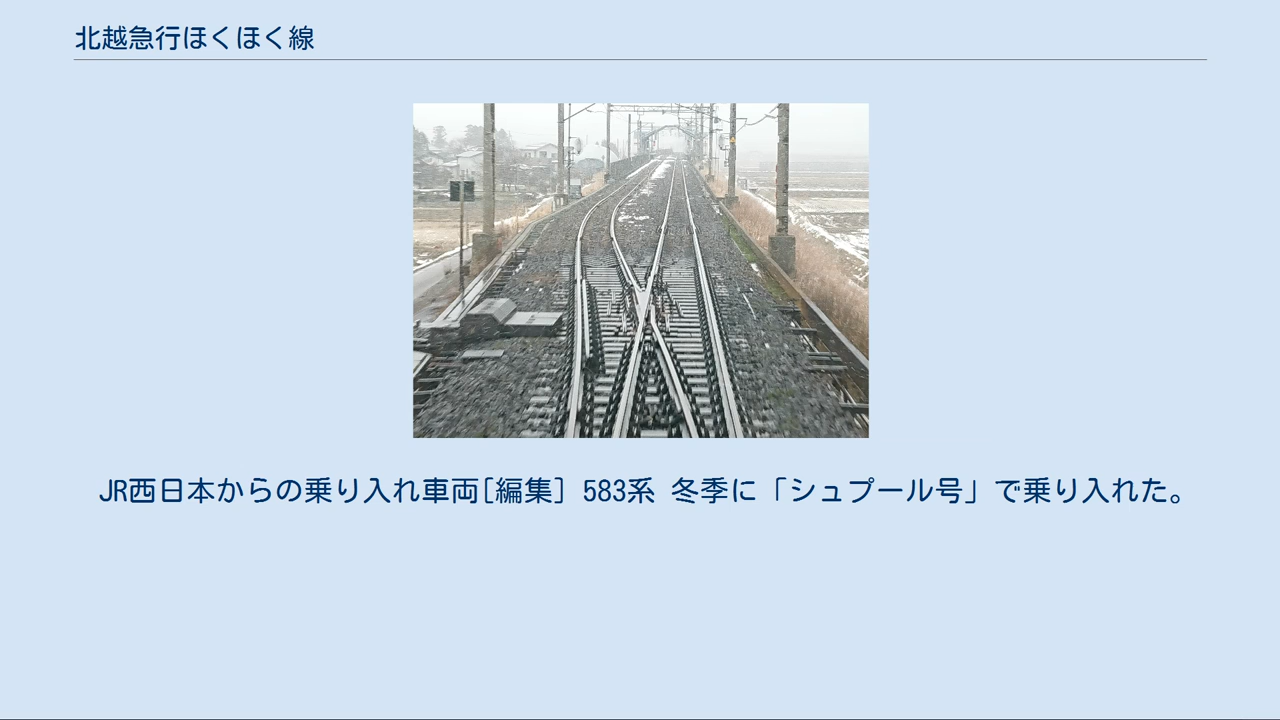 北越急行ほくほく線
JR西日本からの乗り入れ車両[編集] 583系 冬季に「シュプール号」で乗り入れた。